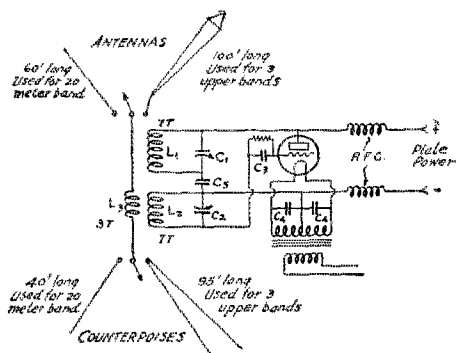 ANTENNAS
60' long
Used for 20
meter band
100' long
Used for 3
upper bands
7T
L1
C1
C3
C5
L3
3T
L2
C2
7T
C4
C4
R.F.C.
Plate
Power
+
-
40' long
Used for 20
meter band
95' long
Used for 3
upper bands
COUNTERPOISES